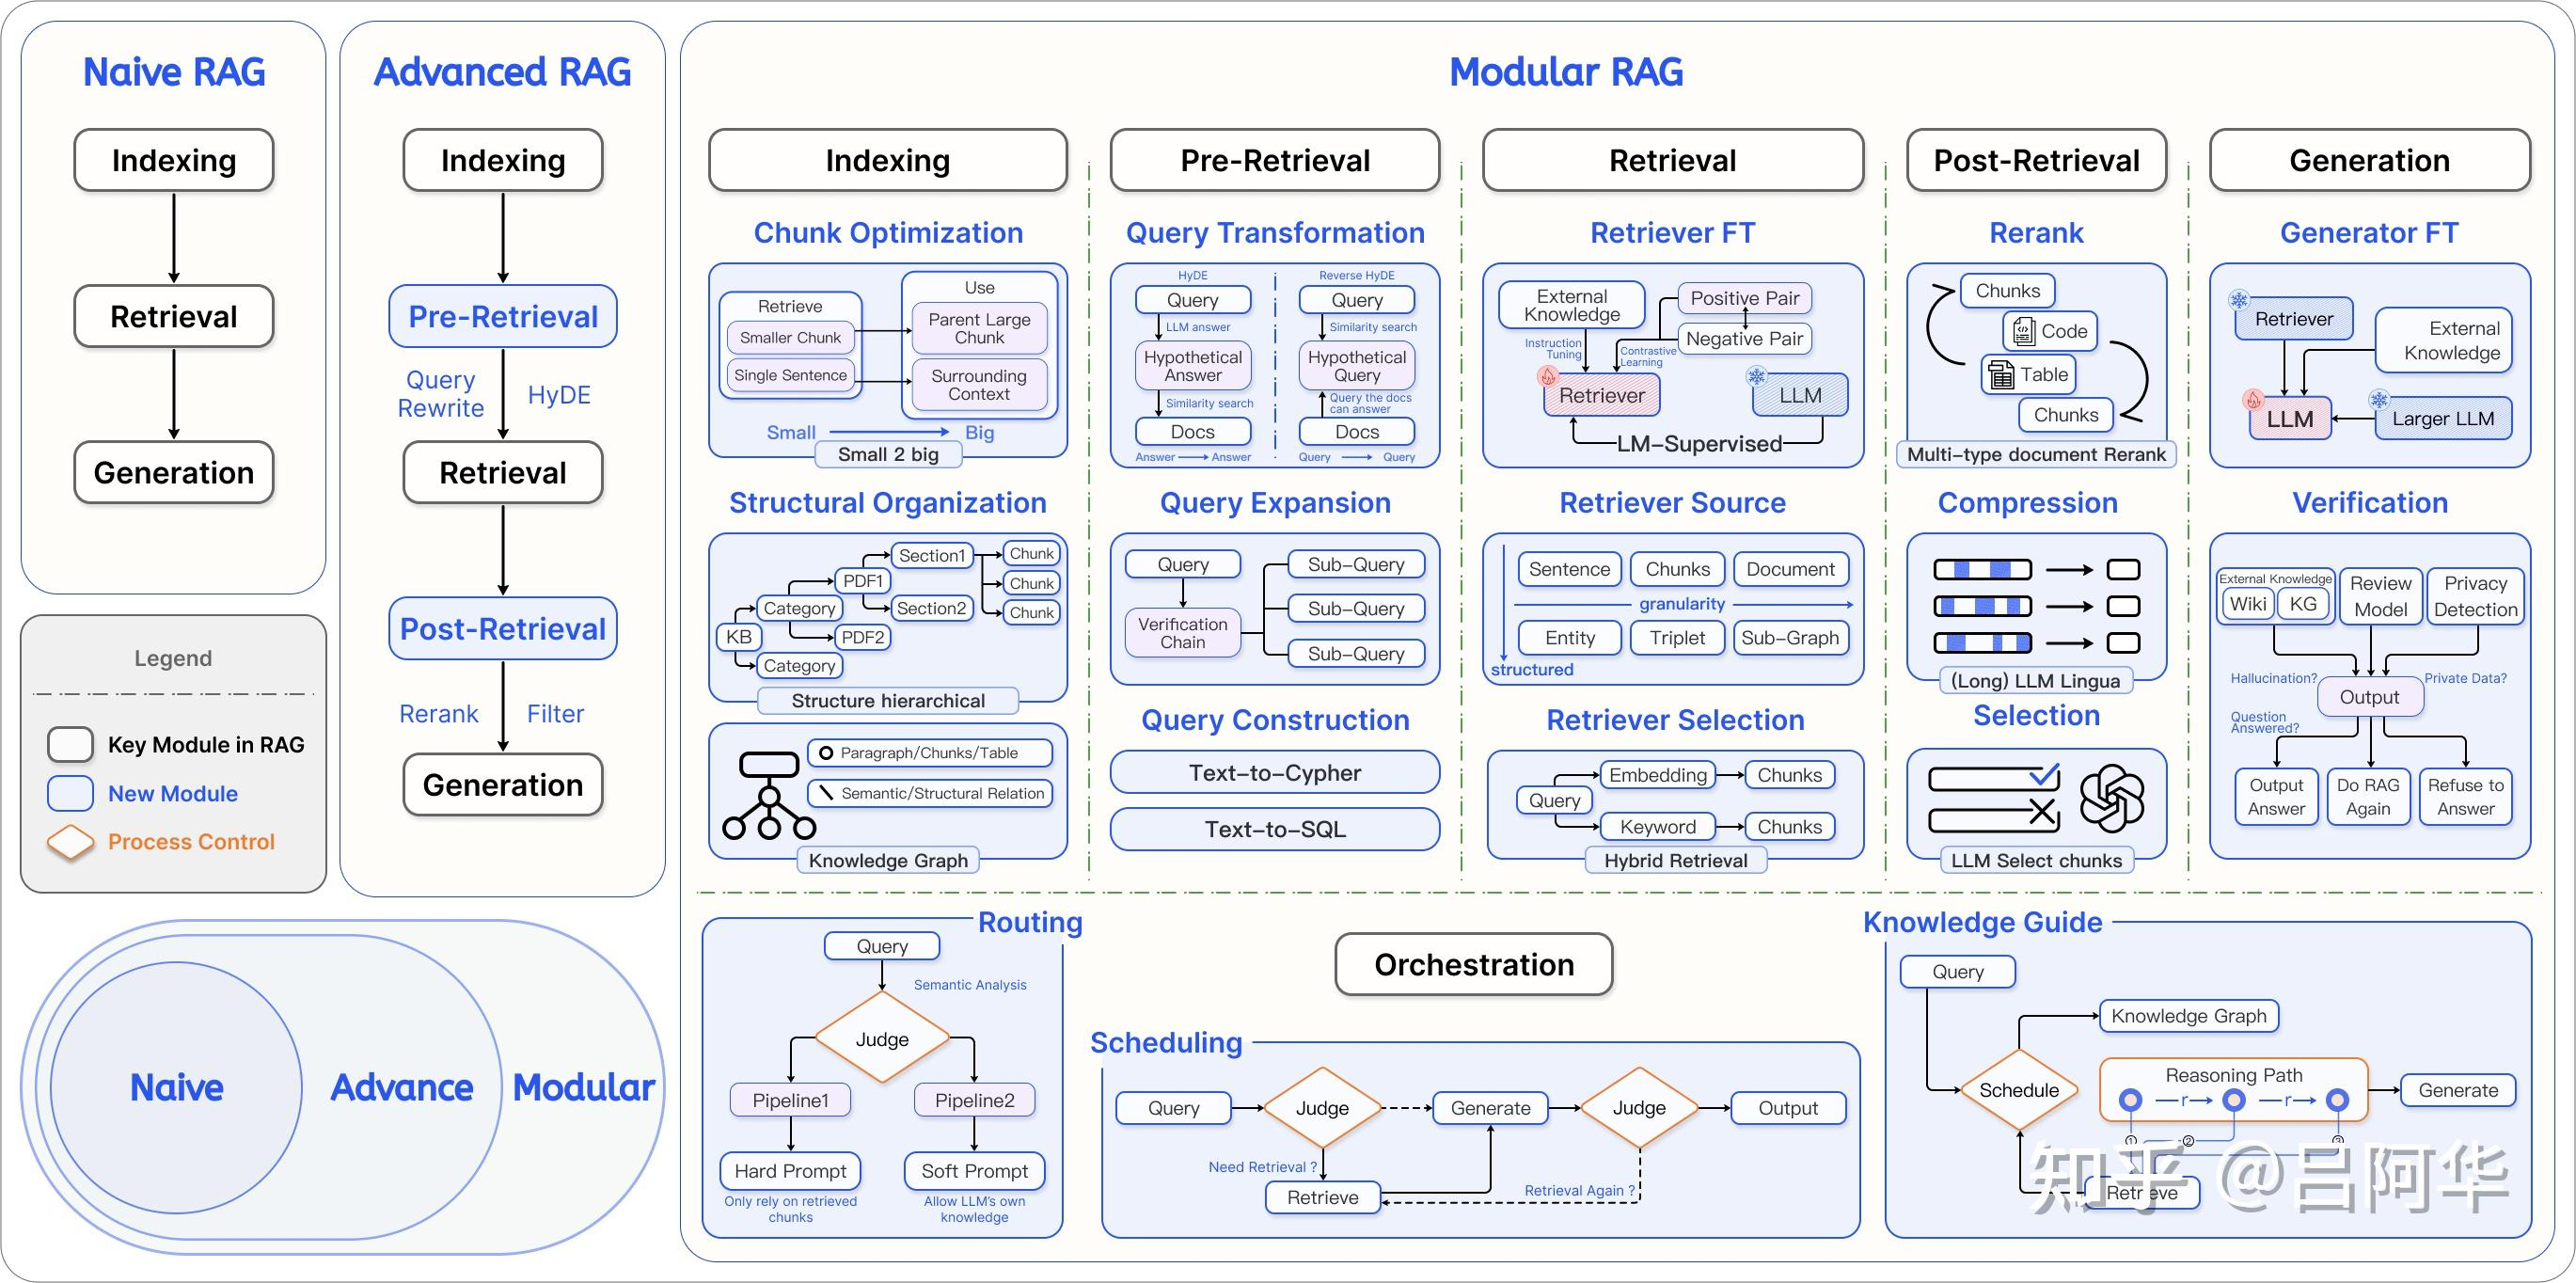 Naive RAG
Indexing
Retrieval
Generation
Legend
Key Module in RAG
New Module
Process Control
Advanced RAG
Indexing
Pre-Retrieval
Query
Rewrite
HyDE
Retrieval
Post-Retrieval
Rerank
Filter
Generation
Naive
Advance
Modular
Modular RAG
Indexing
Chunk Optimization
Retrieve
Smaller Chunk
Single Sentence
Use
Parent Large
Chunk
Surrounding
Context
Small
Big
Small 2 big
Structural Organization
KB
Category
Category
PDF1
PDF2
Section1
Section2
Chunk
Chunk
Chunk
Structure hierarchical
Paragraph/Chunks/Table
Semantic/Structural Relation
Knowledge Graph
Pre-Retrieval
Query Transformation
HyDE
Query
LLM answer
Hypothetical
Answer
Similarity search
Docs
Answer
Answer
Reverse HyDE
Query
Similarity search
Hypothetical
Query
Query the docs
can answer
Docs
Query
Query
Query Expansion
Query
Verification
Chain
Sub-Query
Sub-Query
Sub-Query
Query Construction
Text-to-Cypher
Text-to-SQL
Retrieval
Retriever FT
External
Knowledge
Positive Pair
Negative Pair
Instruction
Tuning
Contrastive
Learning
Retriever
LLM
LM-Supervised
Retriever Source
Sentence
Chunks
Document
granularity
Entity
Triplet
Sub-Graph
structured
Retriever Selection
Query
Embedding
Chunks
Keyword
Chunks
Hybrid Retrieval
Post-Retrieval
Rerank
Chunks
Code
Table
Chunks
Multi-type document Rerank
Compression
(Long) LLM Lingua
Selection
LLM Select chunks
Generation
Generator FT
Retriever
External
Knowledge
LLM
Larger LLM
Verification
External Knowledge
Wiki
KG
Review
Model
Privacy
Detection
Hallucination?
Output
Private Data?
Question
Answered?
Output
Answer
Do RAG
Again
Refuse to
Answer
Routing
Query
Semantic Analysis
Judge
Pipeline1
Pipeline2
Hard Prompt
Soft Prompt
Only rely on retrieved
chunks
Allow LLM's own
knowledge
Orchestration
Scheduling
Query
Judge
Generate
Judge
Output
Need Retrieval ?
Retrieve
Retrieval Again ?
Knowledge Guide
Query
Knowledge Graph
Schedule
Reasoning Path
r
r
Generate
①
②
③
Retrieve
知乎 @吕阿华